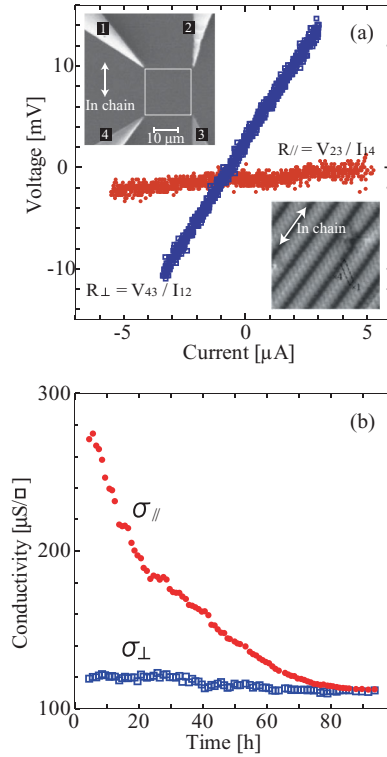 (a)
1
2
In chain
4
3
10 μm
Voltage [mV]
10
0
-10
R// = V23 / I14
In chain
R⊥ = V43 / I12
-5
0
5
Current [μA]
(b)
300
200
100
Conductivity [μS/□]
σ//
σ⊥
0
20
40
60
80
Time [h]